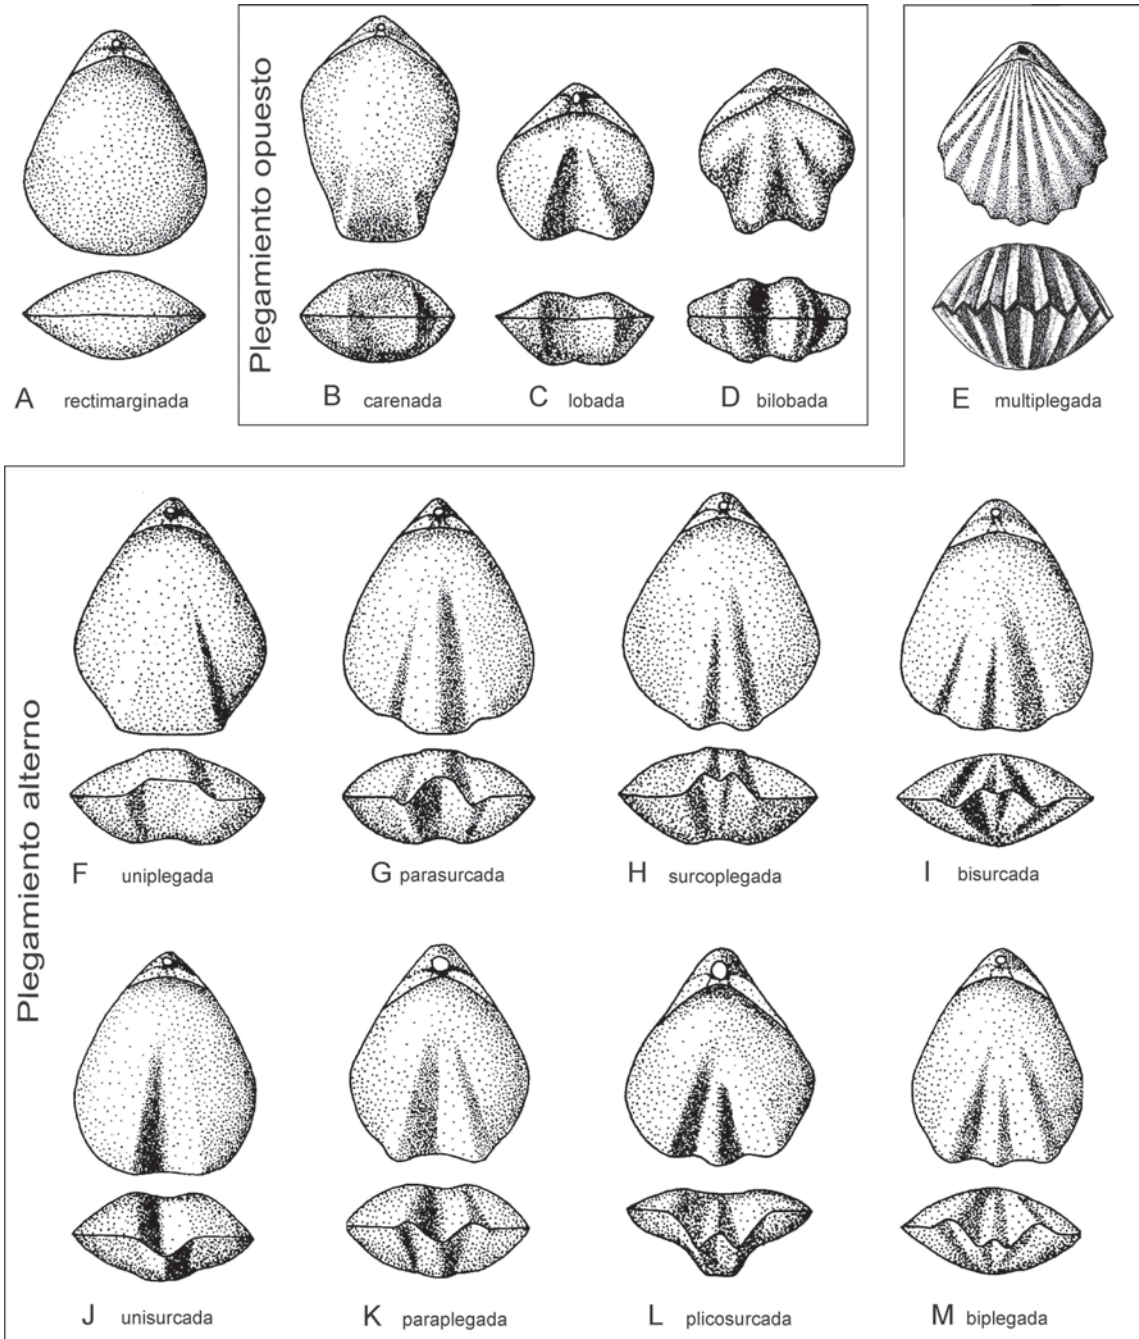 Plegamiento opuesto
A rectimarginada
B carenada
C lobada
D bilobada
E multiplegada
Plegamiento alterno
F uniplegada
G parasurcada
H surcoplegada
I bisurcada
J unisurcada
K paraplegada
L plicosurcada
M biplegada